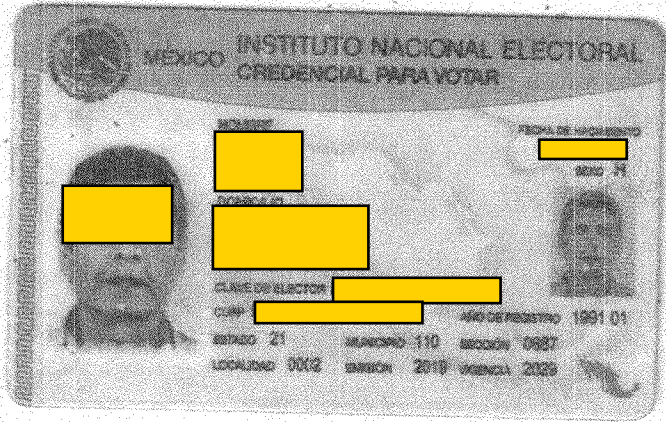 MÉXICO INSTITUTO NACIONAL ELECTORAL
CREDENCIAL PARA VOTAR
NOMBRE
FECHA DE NACIMIENTO
SEXO H
DOMICILIO
CLAVE DE ELECTOR
CURP
AÑO DE REGISTRO 1991 01
ESTADO 21 MUNICIPIO 110 SECCIÓN
LOCALIDAD 0002 EMISIÓN 2019 VIGENCIA 2029